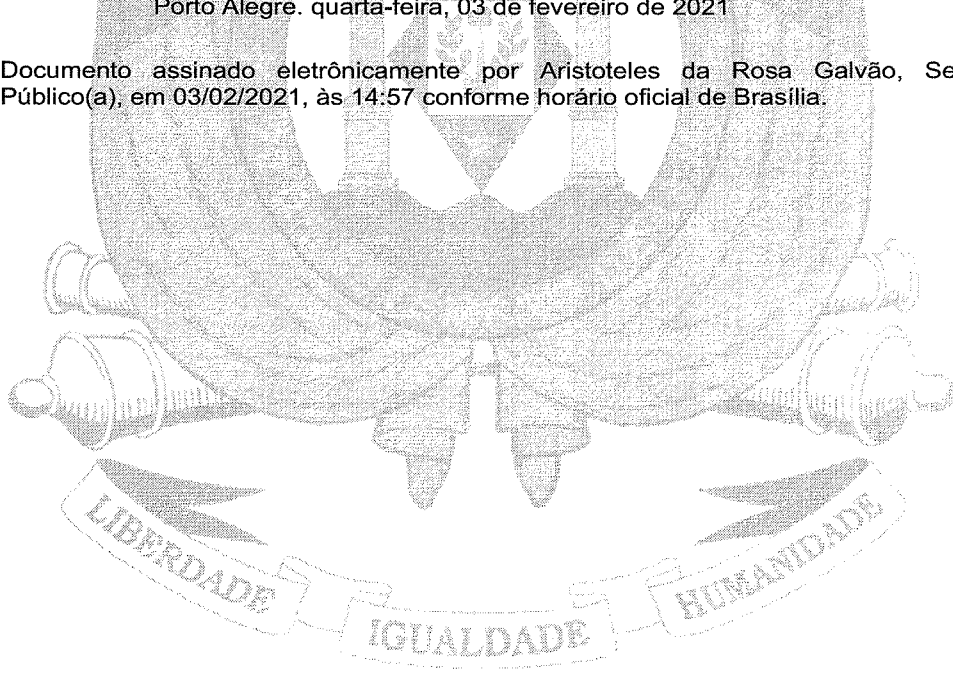 Porto Alegre. quarta-feira, 03 de fevereiro de 2021
Documento assinado eletrônicamente por Aristoteles da Rosa Galvão, Se
Público(a), em 03/02/2021, às 14:57 conforme horário oficial de Brasília.
LIBERDADE
IGUALDADE
HUMANIDADE